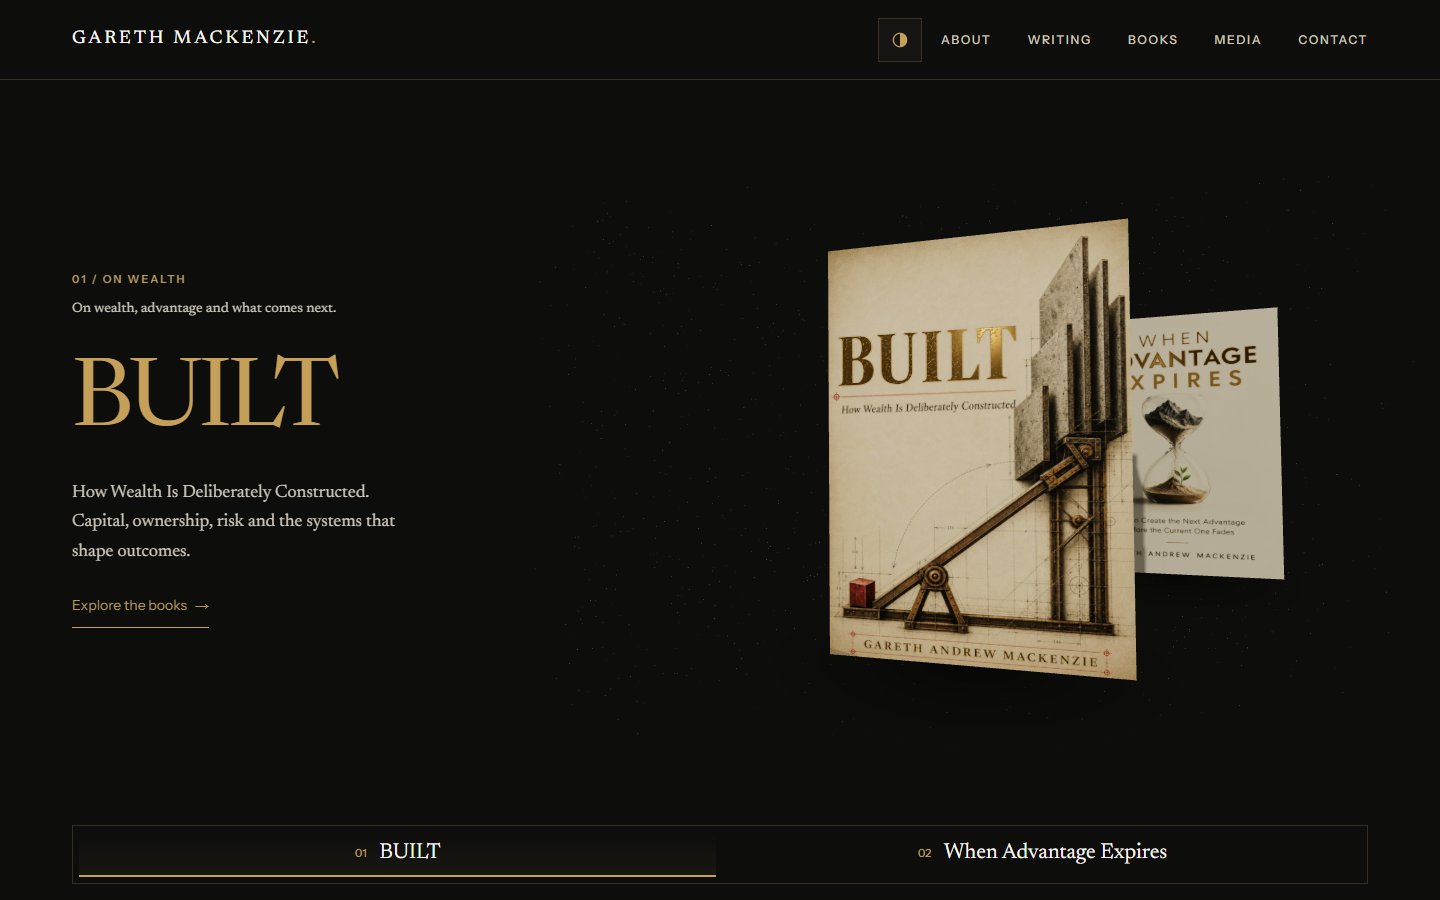 GARETH MACKENZIE.
ABOUT
WRITING
BOOKS
MEDIA
CONTACT
01 / ON WEALTH
On wealth, advantage and what comes next.
BUILT
How Wealth Is Deliberately Constructed.
Capital, ownership, risk and the systems that
shape outcomes.
Explore the books →
BUILT
How Wealth Is Deliberately Constructed
GARETH ANDREW MACKENZIE
WHEN
VANTAGE
XPIRES
Create the Next Advantage
the Current One Fades
ANDREW MACKENZIE
01 BUILT
02 When Advantage Expires